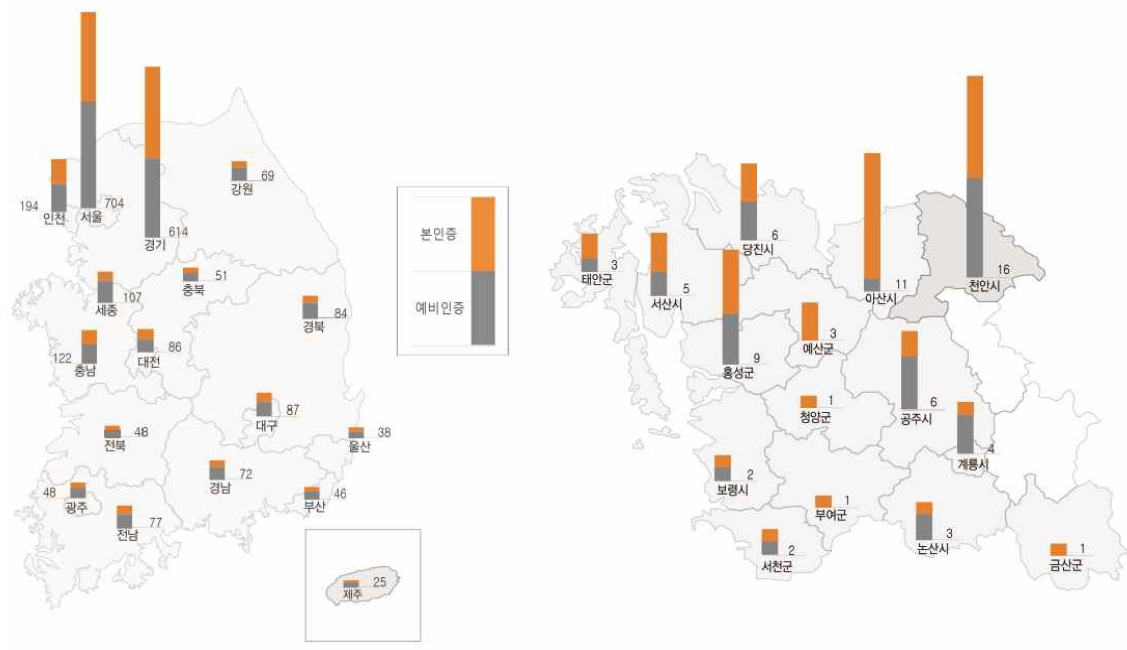 69
강원
194
인천
704
서울
614
경기
51
충북
107
세종
84
경북
122
충남
86
대전
87
대구
48
전북
38
울산
72
경남
46
부산
48
광주
77
전남
25
제주
본인증
예비인증
6
당진시
3
태안군
5
서산시
11
아산시
16
천안시
9
홍성군
3
예산군
1
청양군
6
공주시
4
계룡시
2
보령시
1
부여군
3
논산시
2
서천군
1
금산군